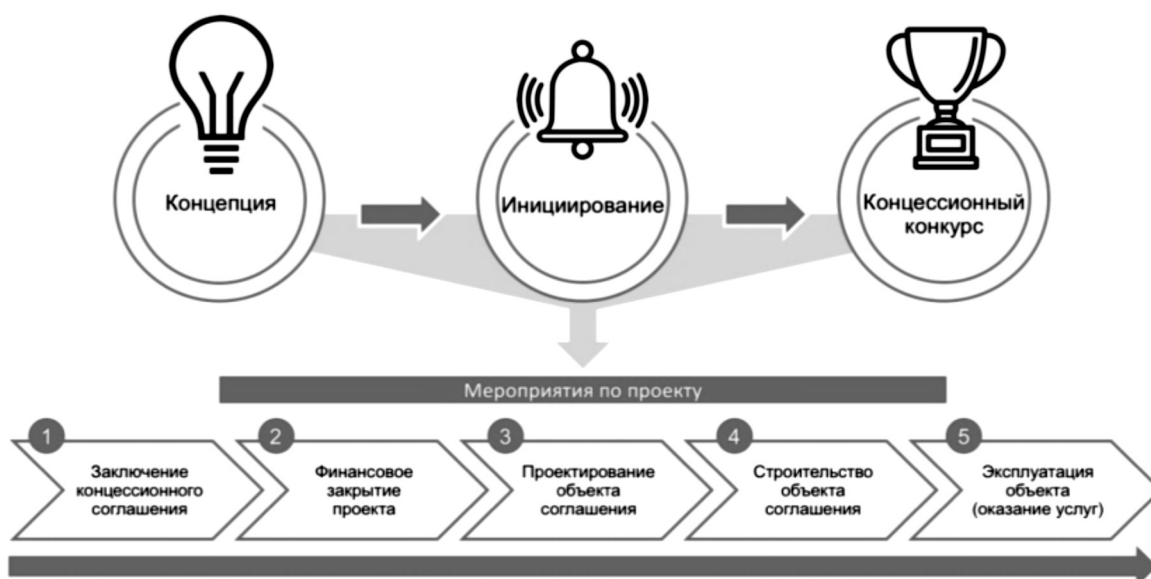 Концепция
Инициирование
Концессионный
конкурс
Мероприятия по проекту
1
Заключение
концессионного
соглашения
2
Финансовое
закрытие
проекта
3
Проектирование
объекта
соглашения
4
Строительство
объекта
соглашения
5
Эксплуатация
объекта
(оказание услуг)